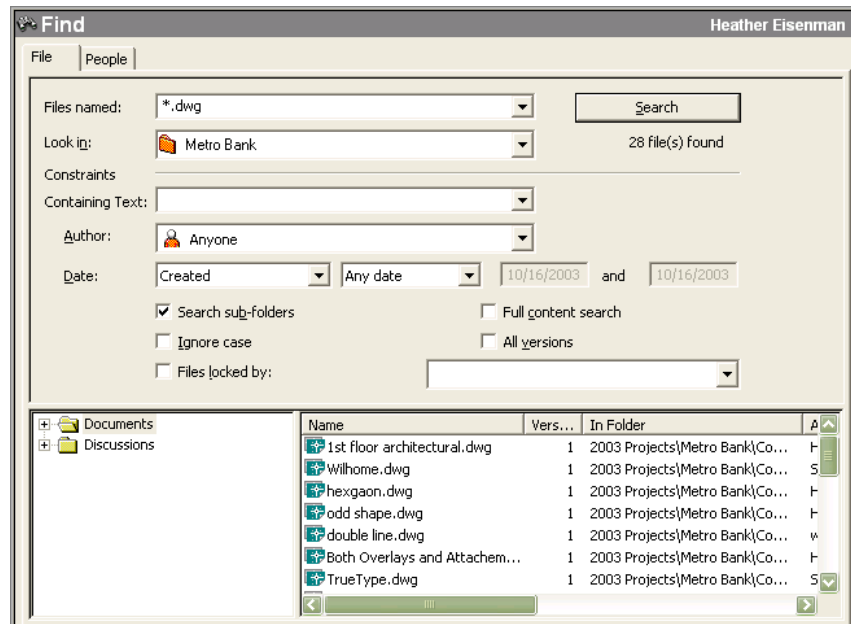 Find Heather Eisenman
File People
Files named: *.dwg Search
Look in: Metro Bank 28 file(s) found
Constraints
Containing Text:
Author: Anyone
Date: Created Any date 10/16/2003 and 10/16/2003
Search sub-folders Full content search
Ignore case All versions
Files locked by:
Documents
Discussions
Name Vers... In Folder A
1st floor architectural.dwg 1 2003 Projects\Metro Bank\Co... H
Wilhome.dwg 1 2003 Projects\Metro Bank\Co... S
hexgaon.dwg 1 2003 Projects\Metro Bank\Co... H
odd shape.dwg 1 2003 Projects\Metro Bank\Co... H
double line.dwg 1 2003 Projects\Metro Bank\Co... w
Both Overlays and Attachem... 1 2003 Projects\Metro Bank\Co... H
TrueType.dwg 1 2003 Projects\Metro Bank\Co... S